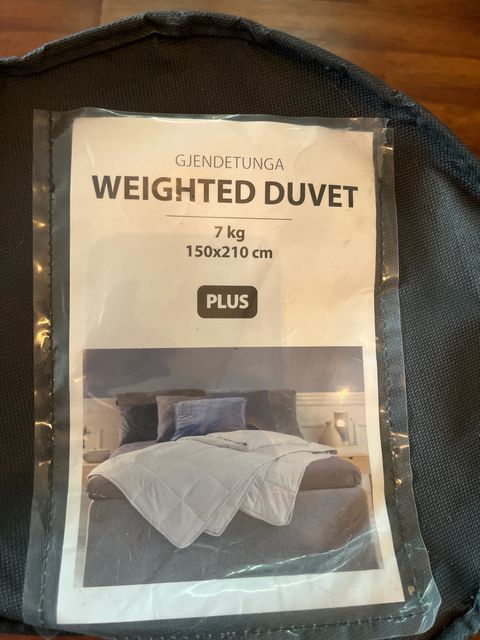 GJENDETUNGA
WEIGHTED DUVET
7 kg
150x210 cm
PLUS